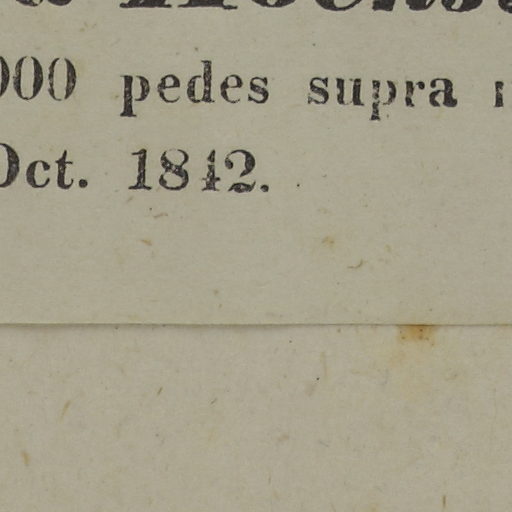 000 pedes supra
Oct. 1842.